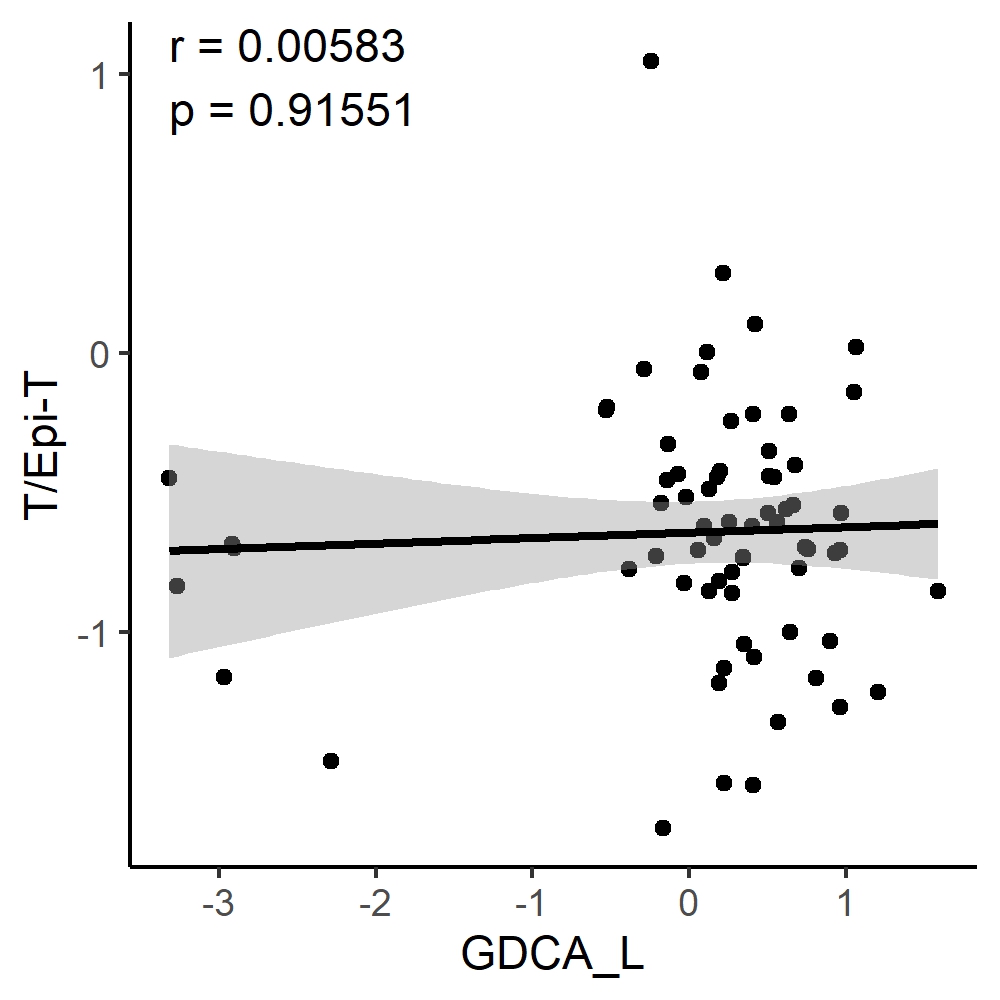 r = 0.00583
p = 0.91551
1
0
-1
T/Epi-T
-3
-2
-1
0
1
GDCA_L